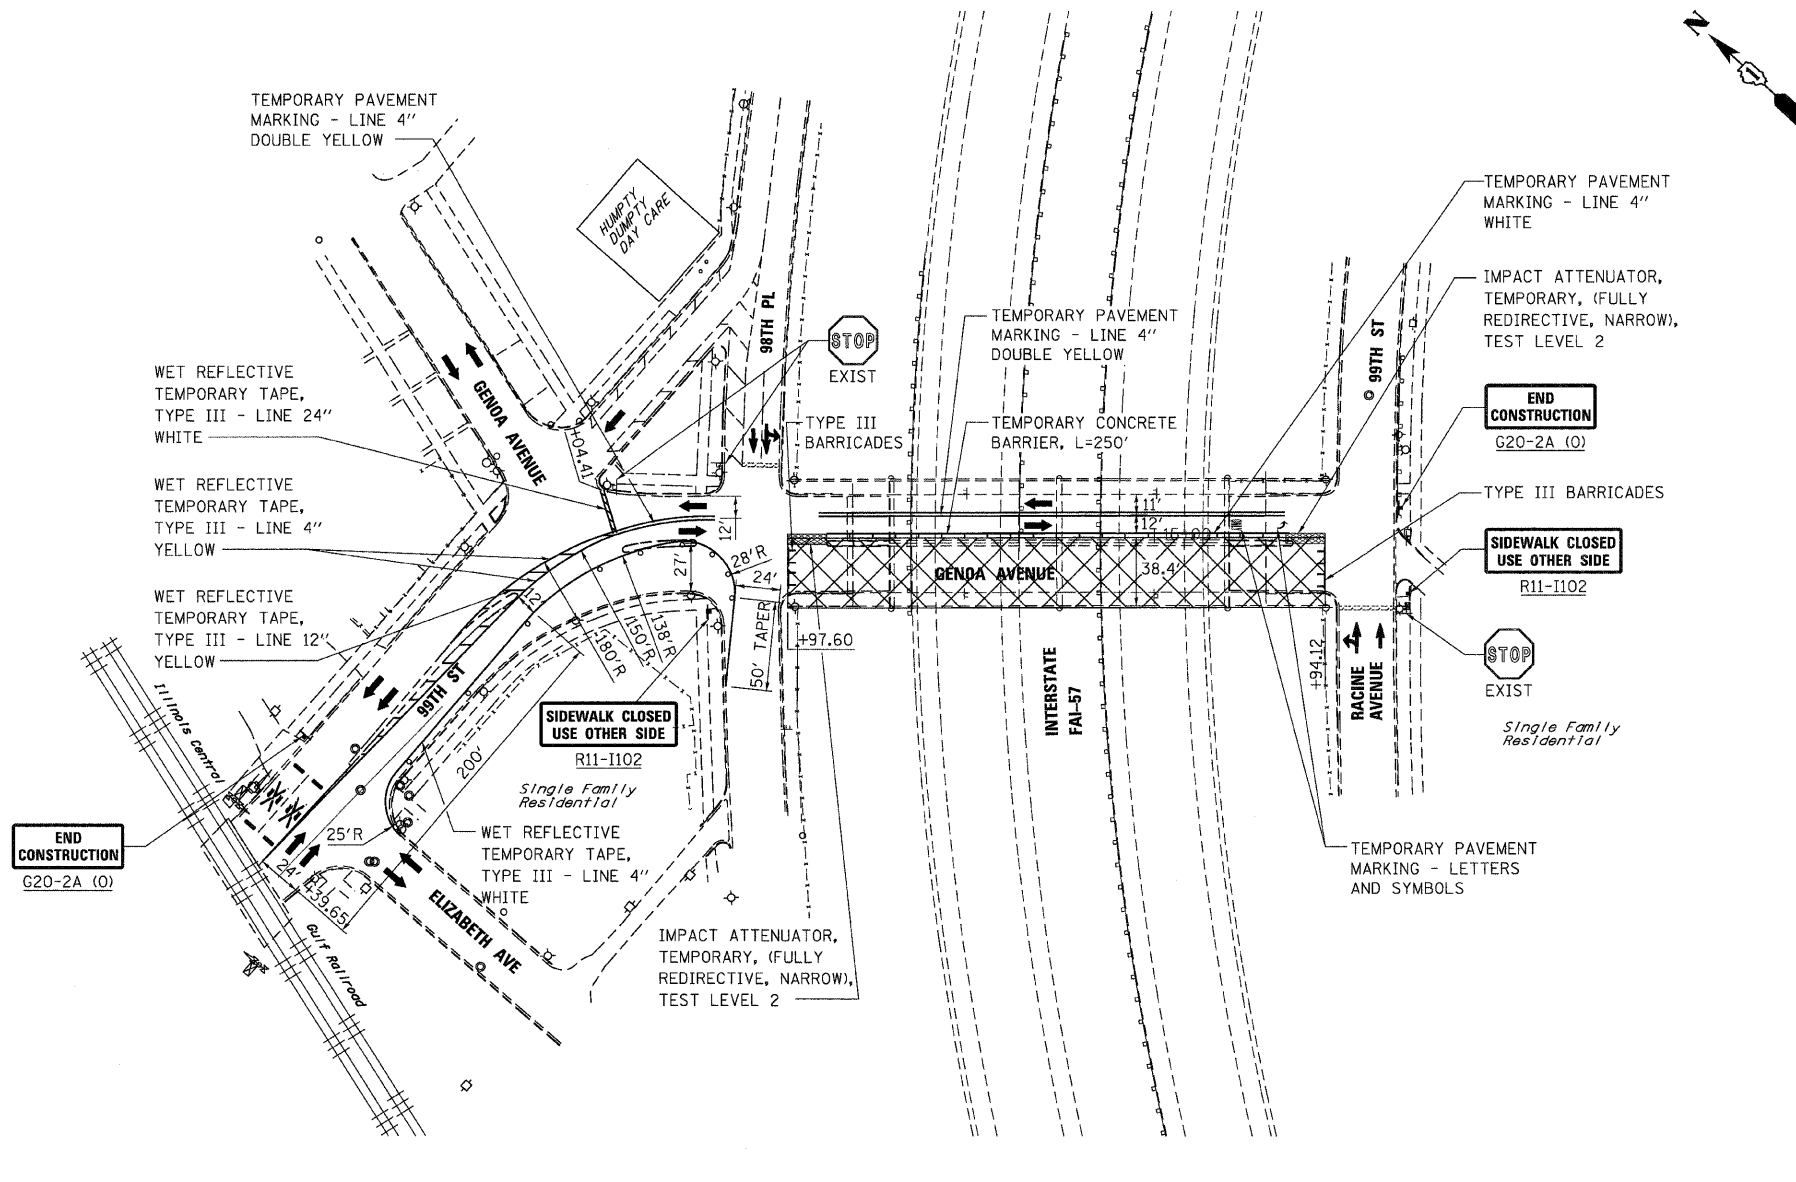 N
1
TEMPORARY PAVEMENT
MARKING - LINE 4"
DOUBLE YELLOW
HUMPTY
DUMPTY
DAY CARE
TEMPORARY PAVEMENT
MARKING - LINE 4"
WHITE
IMPACT ATTENUATOR,
TEMPORARY, (FULLY
REDIRECTIVE, NARROW),
TEST LEVEL 2
98TH PL
STOP
EXIST
TEMPORARY PAVEMENT
MARKING - LINE 4"
DOUBLE YELLOW
99TH ST
WET REFLECTIVE
TEMPORARY TAPE,
TYPE III - LINE 24"
WHITE
GENOA AVENUE
+04.41
TYPE III
BARRICADES
TEMPORARY CONCRETE
BARRIER, L=250'
END
CONSTRUCTION
G20-2A (O)
WET REFLECTIVE
TEMPORARY TAPE,
TYPE III - LINE 4"
YELLOW
TYPE III BARRICADES
12'
11'
12'
SIDEWALK CLOSED
USE OTHER SIDE
R11-I102
27'
28'R
24'
GENOA AVENUE
38.4'
WET REFLECTIVE
TEMPORARY TAPE,
TYPE III - LINE 12"
YELLOW
12'
138'R
150'R
180'R
50' TAPER
+97.60
+94.12
STOP
EXIST
INTERSTATE
FAI-57
RACINE
AVENUE
Single Family
Residential
Illinois Central
99TH ST
SIDEWALK CLOSED
USE OTHER SIDE
R11-I102
200'
Single Family
Residential
END
CONSTRUCTION
G20-2A (O)
25'R
24'
+39.65
WET REFLECTIVE
TEMPORARY TAPE,
TYPE III - LINE 4"
WHITE
ELIZABETH AVE
Gulf Railroad
TEMPORARY PAVEMENT
MARKING - LETTERS
AND SYMBOLS
IMPACT ATTENUATOR,
TEMPORARY, (FULLY
REDIRECTIVE, NARROW),
TEST LEVEL 2